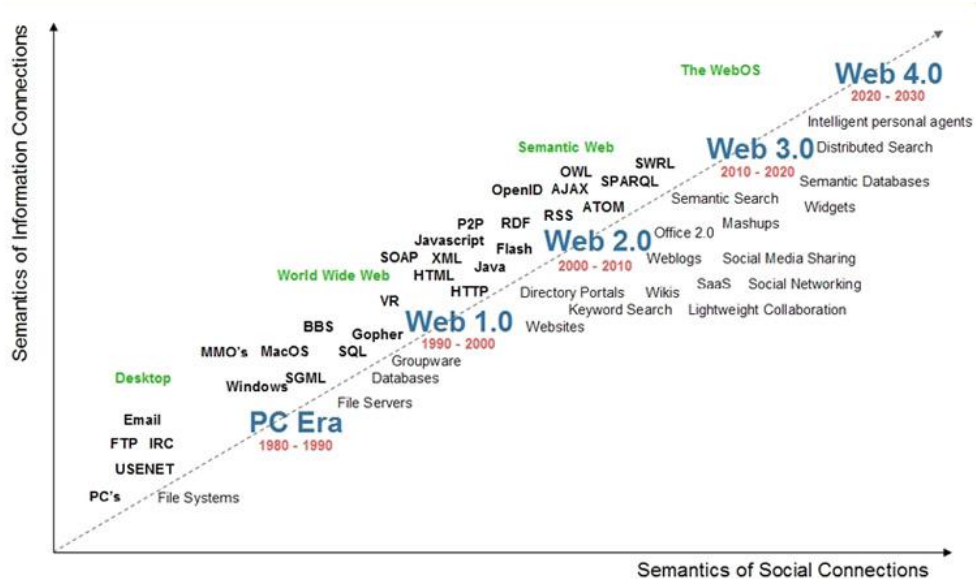 Semantics of Information Connections
The WebOS
Web 4.0
2020 - 2030
Intelligent personal agents
Semantic Web
SWRL
Web 3.0
Distributed Search
2010 - 2020
OWL
OpenID
AJAX
SPARQL
Semantic Databases
Semantic Search
Widgets
ATOM
RSS
P2P
RDF
Mashups
Javascript
Flash
Web 2.0
Office 2.0
SOAP
XML
Java
2000 - 2010
Weblogs
Social Media Sharing
World Wide Web
HTML
SaaS
Social Networking
HTTP
Directory Portals
Wikis
VR
Keyword Search
Lightweight Collaboration
Web 1.0
Websites
BBS
Gopher
1990 - 2000
MMO's
MacOS
SQL
Groupware
Desktop
Windows
SGML
Databases
File Servers
Email
PC Era
1980 - 1990
FTP
IRC
USENET
PC's
File Systems
Semantics of Social Connections